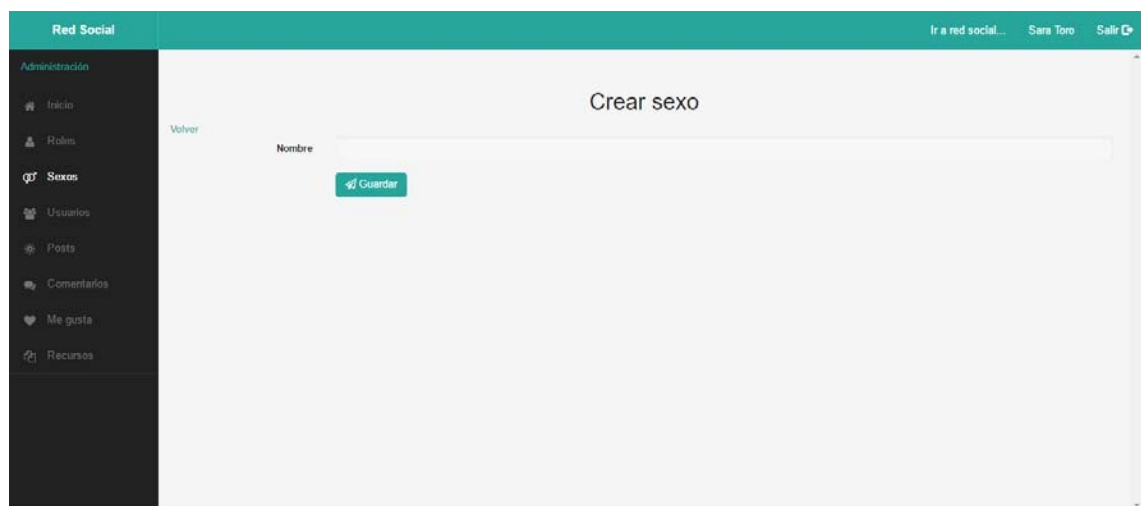 Red Social
Ir a red social... Sara Toro Salir
Administración
Inicio
Roles
Sexos
Usuarios
Posts
Comentarios
Me gusta
Recursos
Crear sexo
Volver
Nombre
Guardar